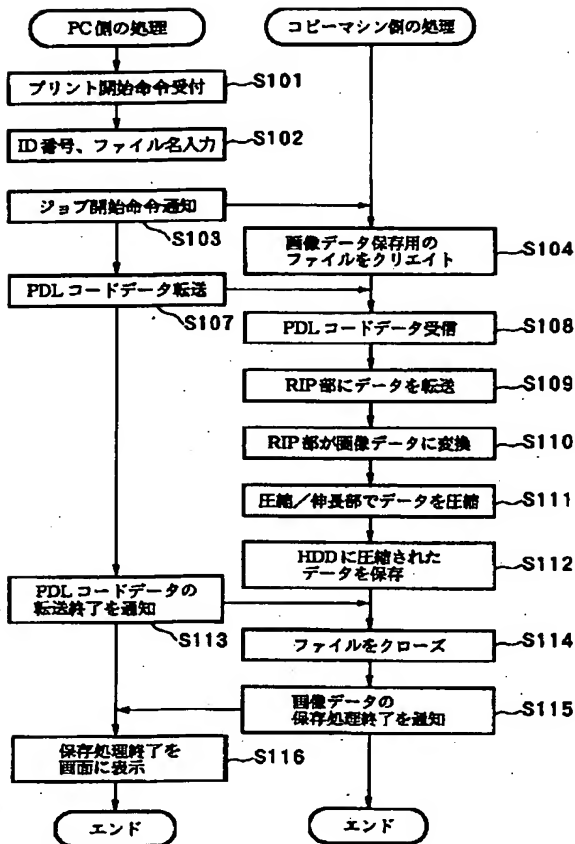 PC側の処理
コピーマシン側の処理
プリント開始命令受付
S101
ID番号、ファイル名入力
S102
ジョブ開始命令通知
S103
画像データ保存用の
ファイルをクリエイト
S104
PDLコードデータ転送
S107
PDLコードデータ受信
S108
RIP部にデータを転送
S109
RIP部が画像データに変換
S110
圧縮/伸長部でデータを圧縮
S111
HDDに圧縮された
データを保存
S112
PDLコードデータの
転送終了を通知
S113
ファイルをクローズ
S114
画像データの
保存処理終了を通知
S115
保存処理終了を
画面に表示
S116
エンド
エンド